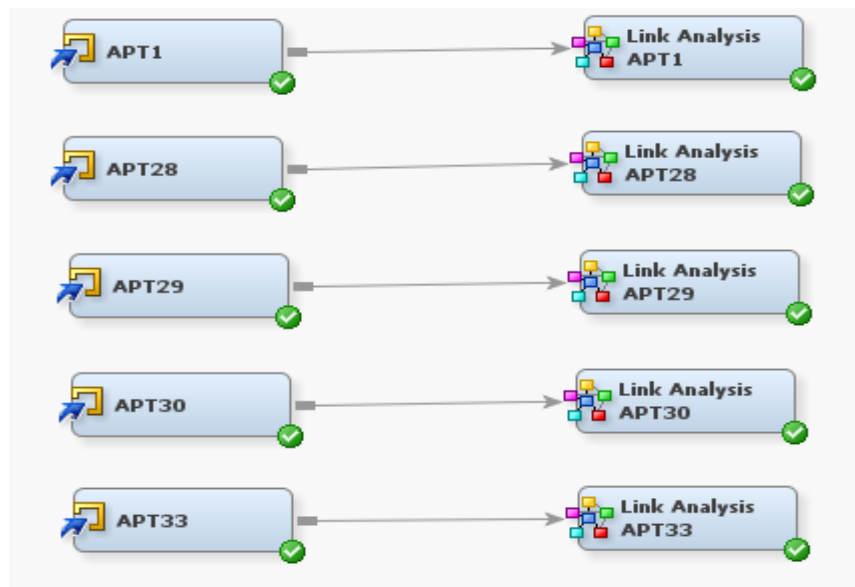 APT1
Link Analysis
APT1
APT28
Link Analysis
APT28
APT29
Link Analysis
APT29
APT30
Link Analysis
APT30
APT33
Link Analysis
APT33